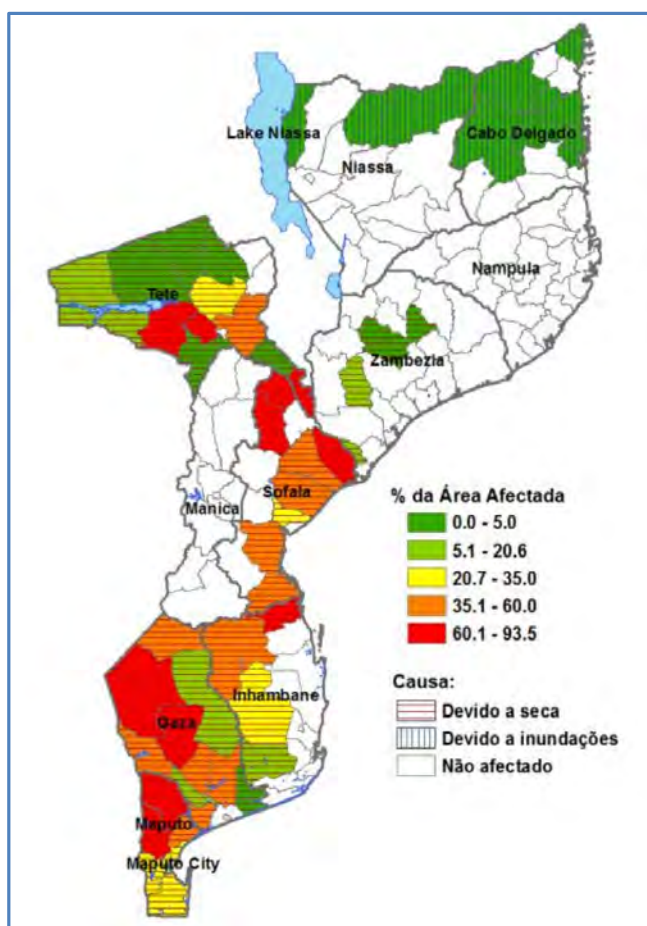 Lake Niassa
Cabo Delgado
Niassa
Nampula
Tete
Zambezia
Sofala
Manica
% da Área Afectada
0.0 - 5.0
5.1 - 20.6
20.7 - 35.0
35.1 - 60.0
60.1 - 93.5
Inhambane
Causa:
Gaza
Devido a seca
Devido a inundações
Não afectado
Maputo
Maputo City